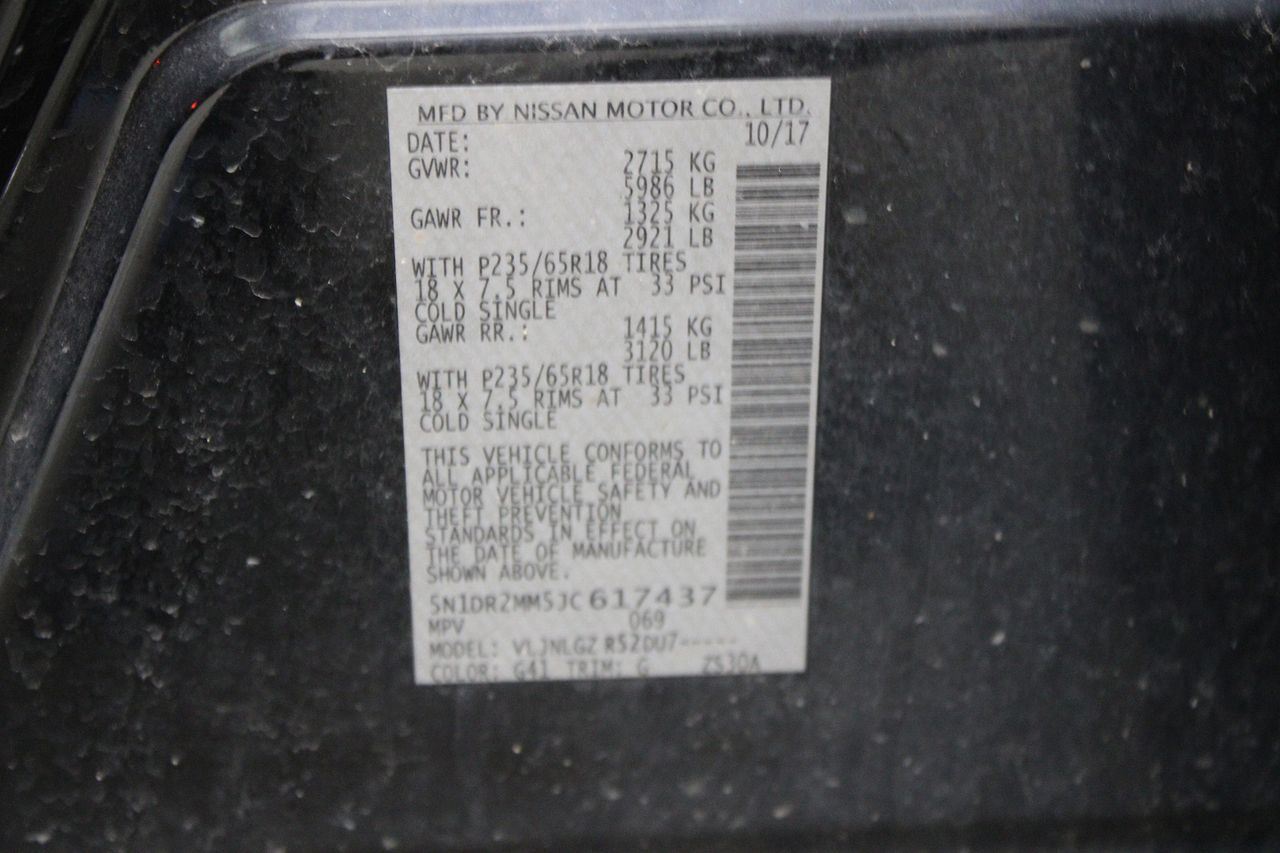 MFD BY NISSAN MOTOR CO., LTD.
DATE: 10/17
GVWR: 2715 KG
5986 LB
GAWR FR.: 1325 KG
2921 LB
WITH P235/65R18 TIRES
18 X 7.5 RIMS AT 33 PSI
COLD SINGLE
GAWR RR.: 1415 KG
3120 LB
WITH P235/65R18 TIRES
18 X 7.5 RIMS AT 33 PSI
COLD SINGLE
THIS VEHICLE CONFORMS TO
ALL APPLICABLE FEDERAL
MOTOR VEHICLE SAFETY AND
THEFT PREVENTION
STANDARDS IN EFFECT ON
THE DATE OF MANUFACTURE
SHOWN ABOVE.
5N1DR2MM5JC617437
MPV 069
MODEL: VLJNLGZ R52DU7-----
COLOR: G41 TRIM: G ZS30A